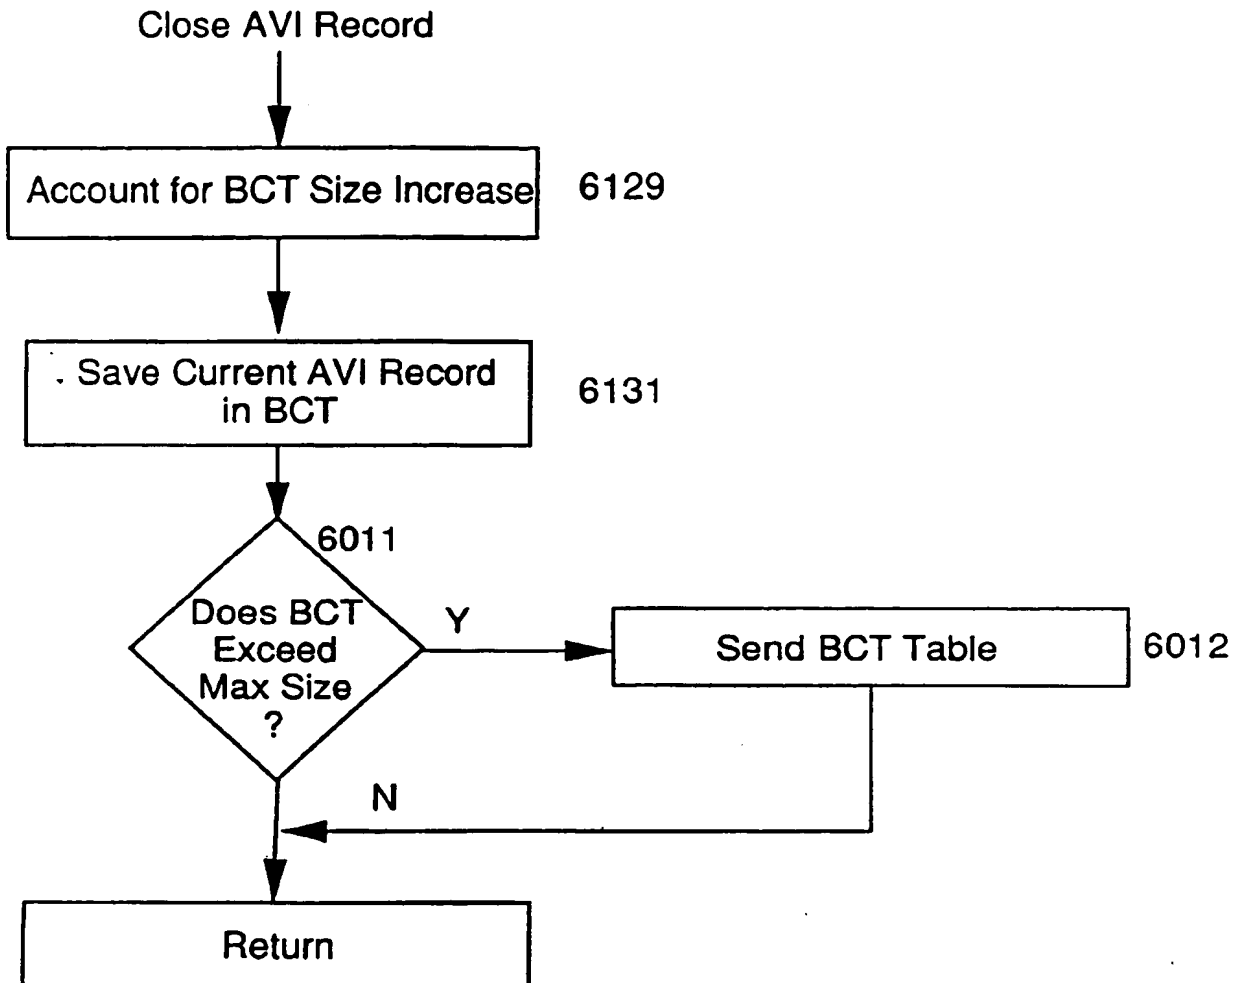 Close AVI Record
Account for BCT Size Increase
6129
Save Current AVI Record
in BCT
6131
6011
Does BCT
Exceed
Max Size
?
Y
Send BCT Table
6012
N
Return